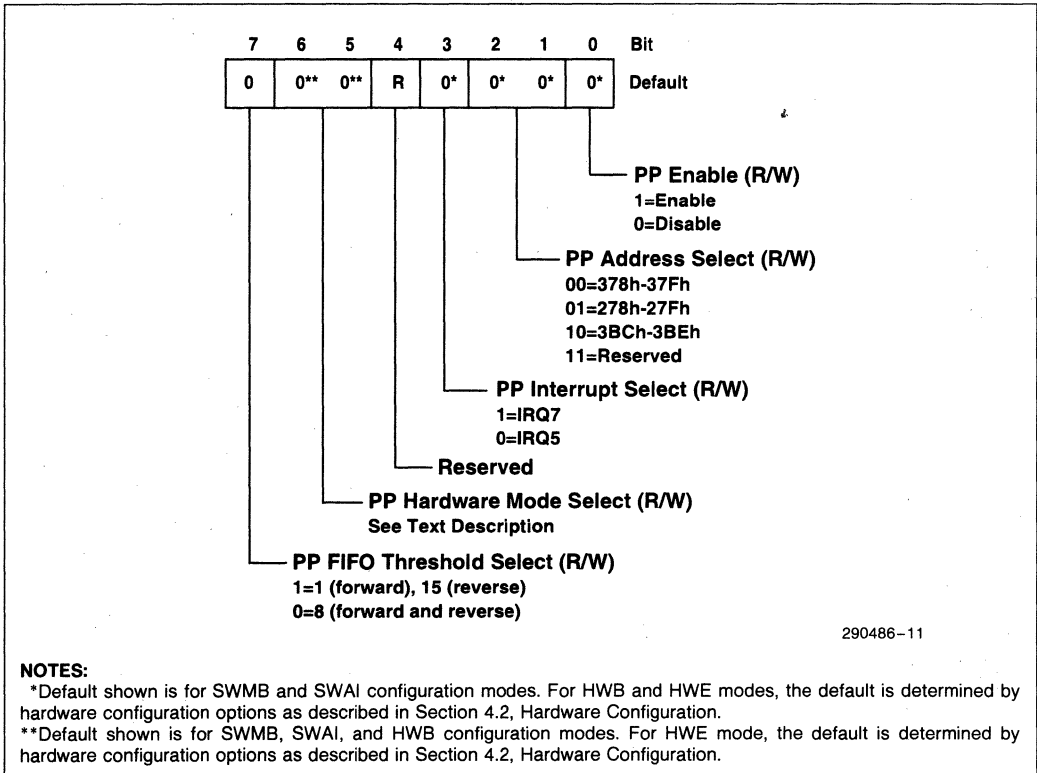 7 6 5 4 3 2 1 0 Bit
0 0** 0** R 0* 0* 0* 0* Default
PP Enable (R/W)
1=Enable
0=Disable
PP Address Select (R/W)
00=378h-37Fh
01=278h-27Fh
10=3BCh-3BEh
11=Reserved
PP Interrupt Select (R/W)
1=IRQ7
0=IRQ5
Reserved
PP Hardware Mode Select (R/W)
See Text Description
PP FIFO Threshold Select (R/W)
1=1 (forward), 15 (reverse)
0=8 (forward and reverse)
290486-11
NOTES:
*Default shown is for SWMB and SWAI configuration modes. For HWB and HWE modes, the default is determined by
hardware configuration options as described in Section 4.2, Hardware Configuration.
**Default shown is for SWMB, SWAI, and HWB configuration modes. For HWE mode, the default is determined by
hardware configuration options as described in Section 4.2, Hardware Configuration.